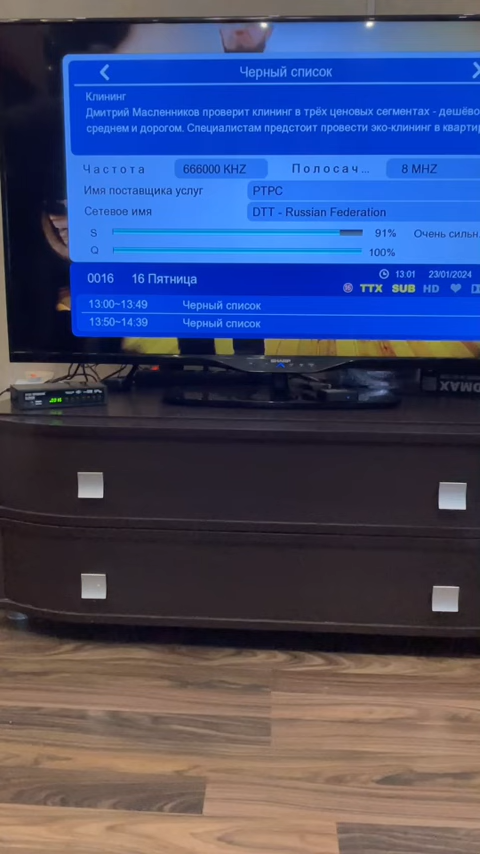 Черный список
Клининг
Дмитрий Масленников проверит клининг в трёх ценовых сегментах - дешёво
среднем и дорогом. Специалистам предстоит провести эко-клининг в кварти
Частота 666000 KHZ Полосач... 8 MHZ
Имя поставщика услуг РТРС
Сетевое имя DTT - Russian Federation
S 91% Очень сильн
Q 100%
0016 16 Пятница 13:01 23/01/2024
TTX SUB HD
13:00~13:49 Черный список
13:50~14:39 Черный список
SHARP